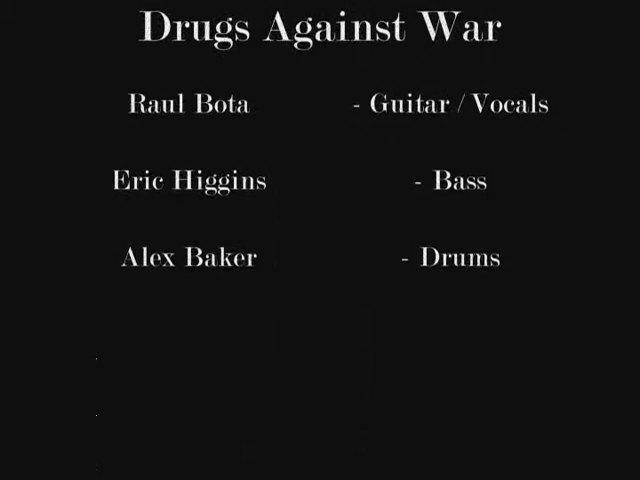 Drugs Against War
Raul Bota - Guitar / Vocals
Eric Higgins - Bass
Alex Baker - Drums